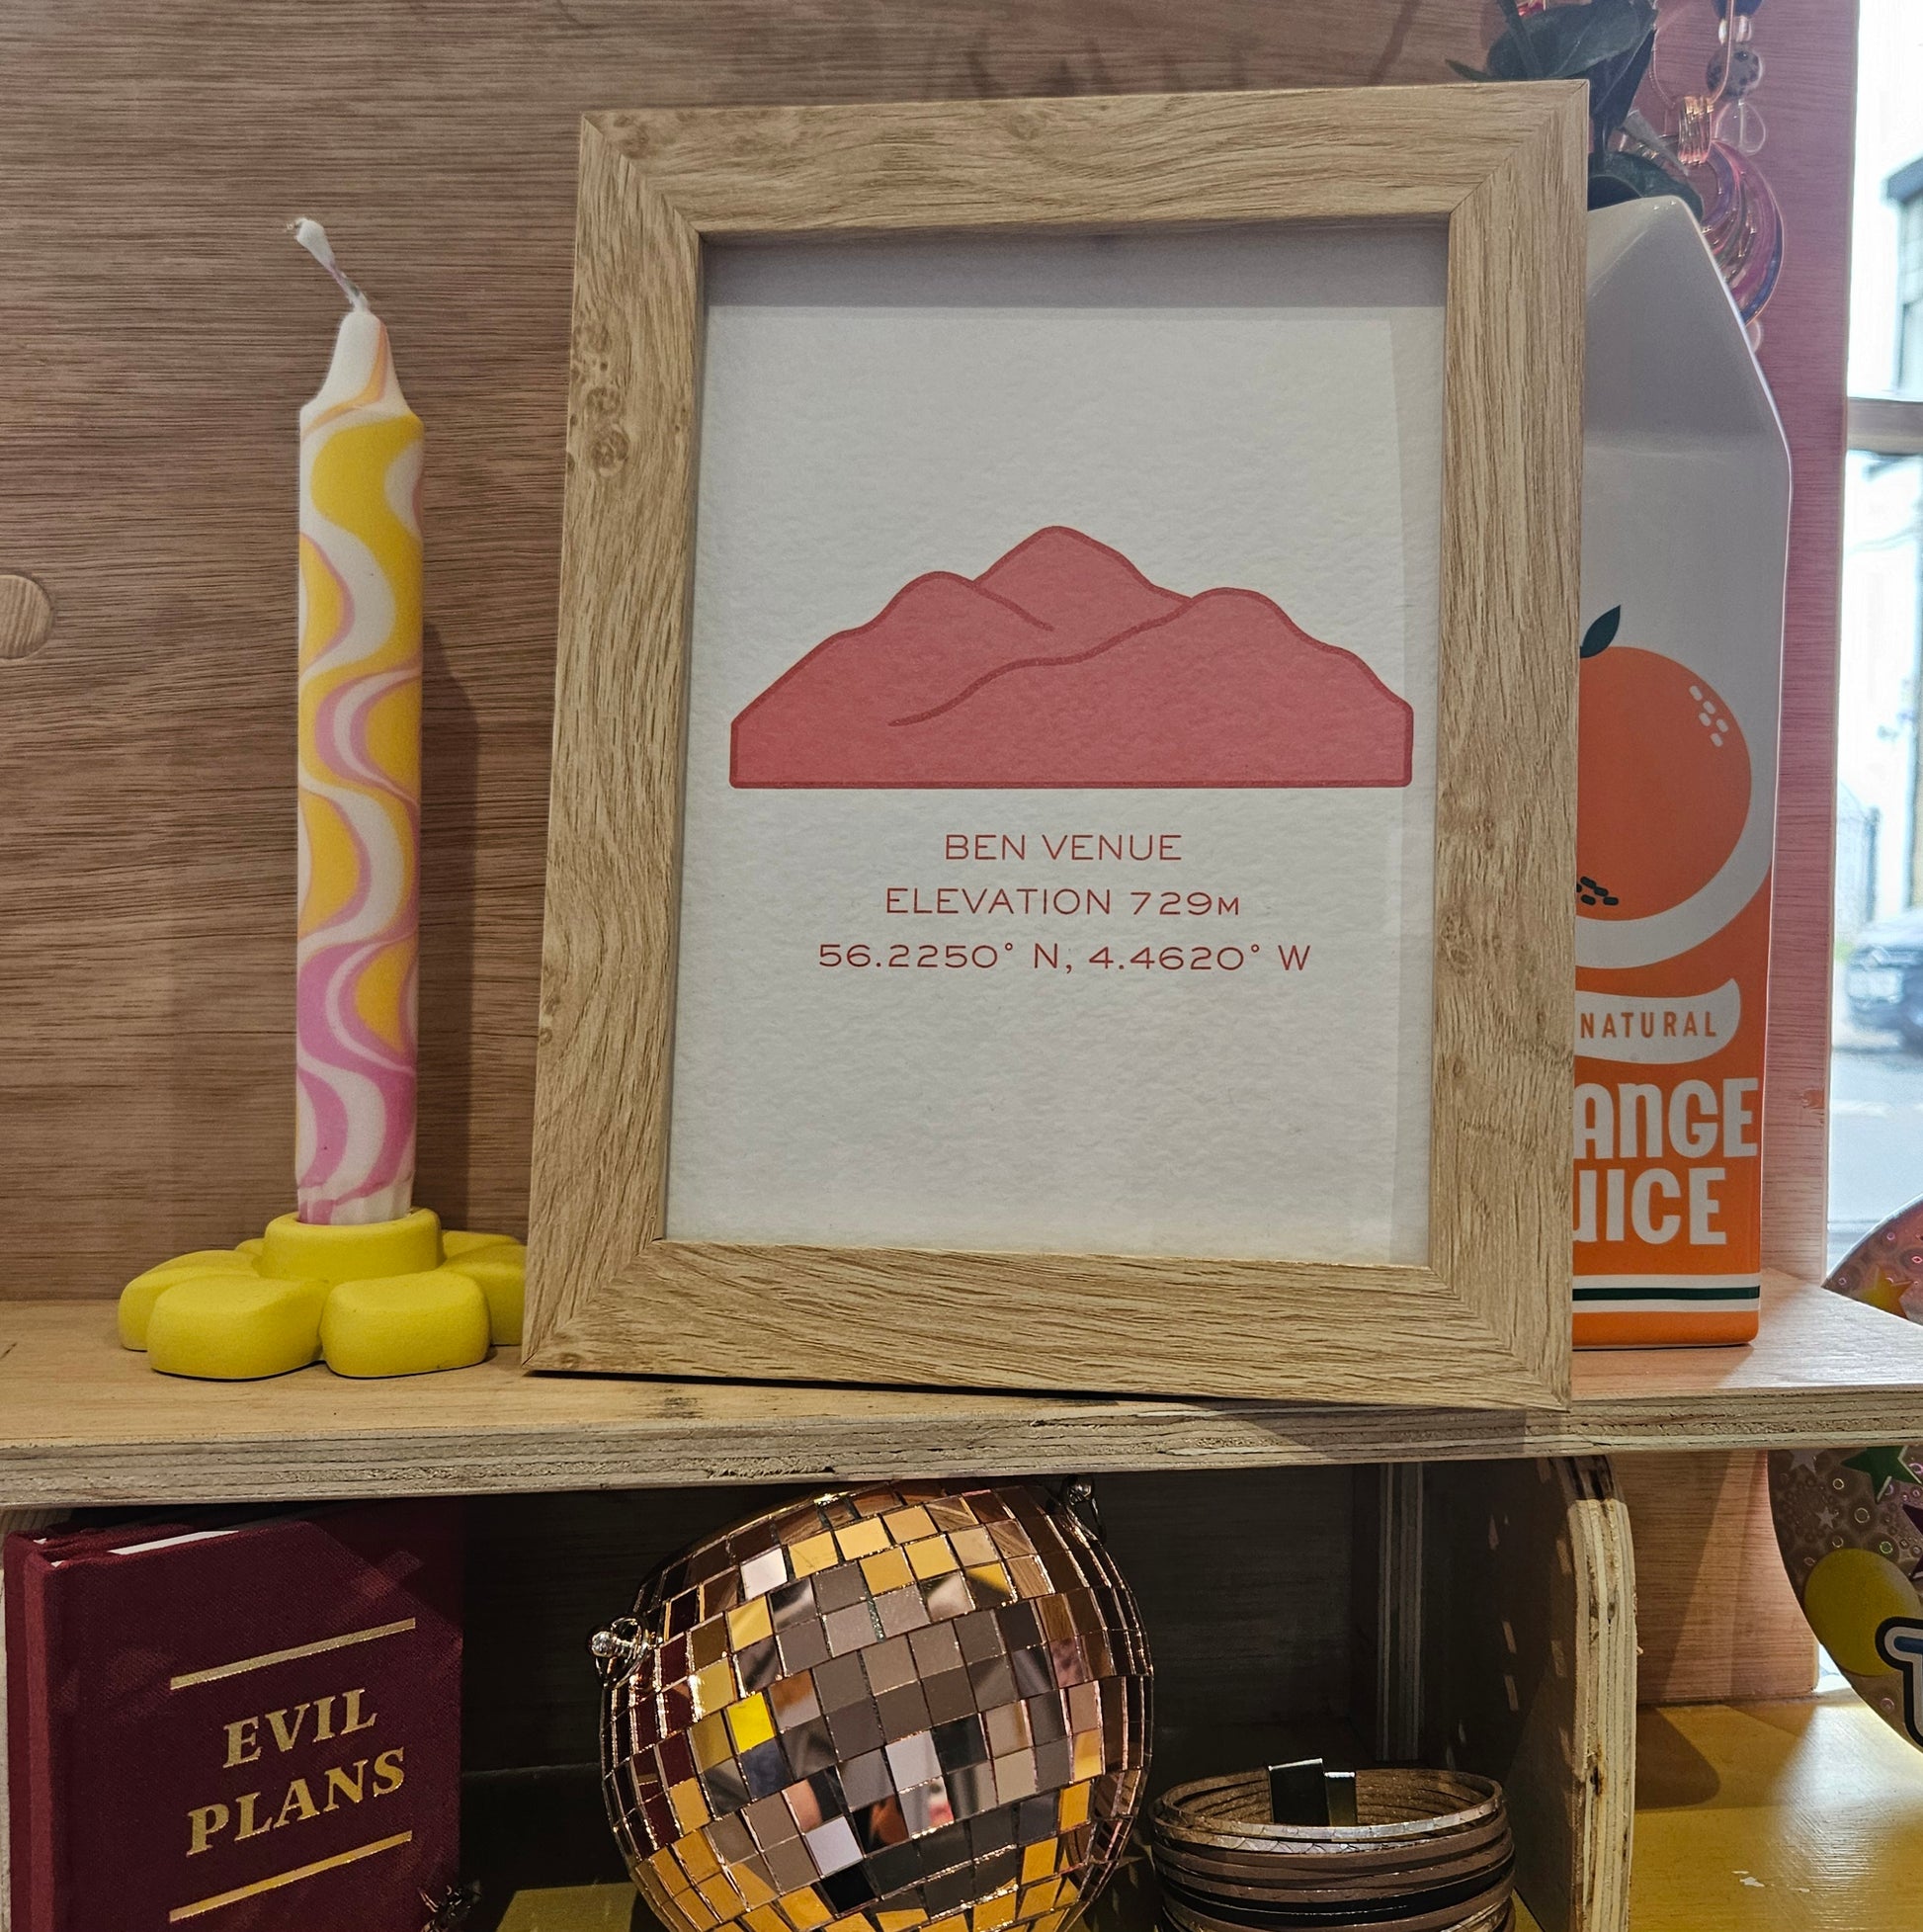 BEN VENUE
ELEVATION 729M
56.2250° N, 4.4620° W
NATURAL
ANGE
UICE
EVIL
PLANS